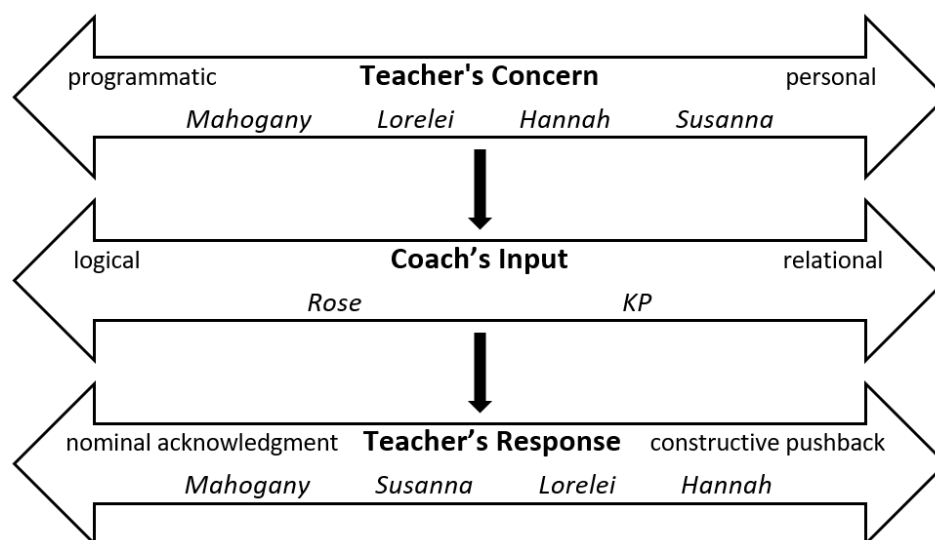 Teacher's Concern
programmatic personal
Mahogany Lorelei Hannah Susanna
Coach’s Input
logical relational
Rose KP
nominal acknowledgment Teacher’s Response constructive pushback
Mahogany Susanna Lorelei Hannah